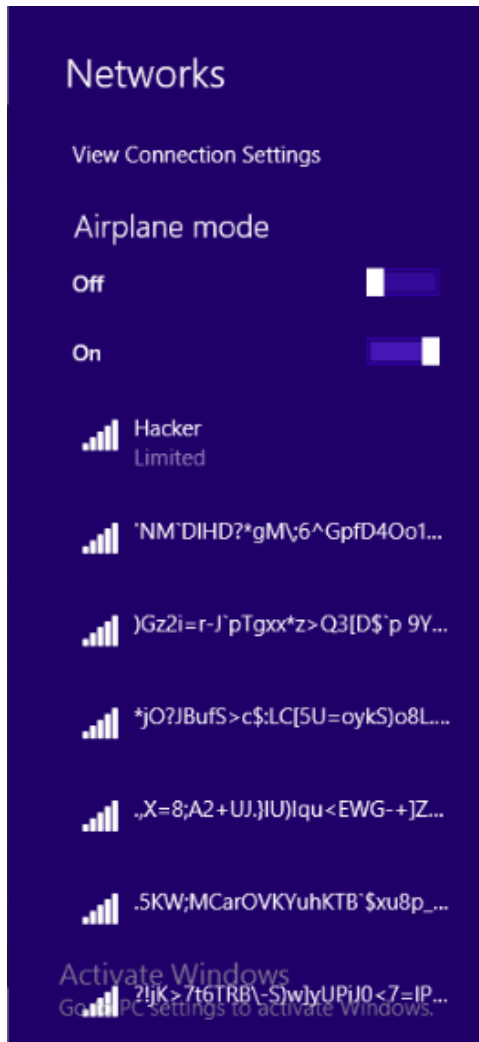 Networks
View Connection Settings
Airplane mode
Off
On
Hacker
Limited
'NM`DIHD?*gM\;6^GpfD4Oo1...
)Gz2i=r-J`pTgxx*z>Q3[D$`p 9Y...
*jO?JBufS>c$:LC[5U=oykS)o8L...
.,X=8;A2+UJ.}IU)Iqu<EWG-+]Z...
.5KW;MCarOVKYuhKTB`$xu8p_...
Activate Windows
?!jK>7t6TRB\-S)w]yUPiJ0<7=IP...
Go to PC settings to activate Windows.